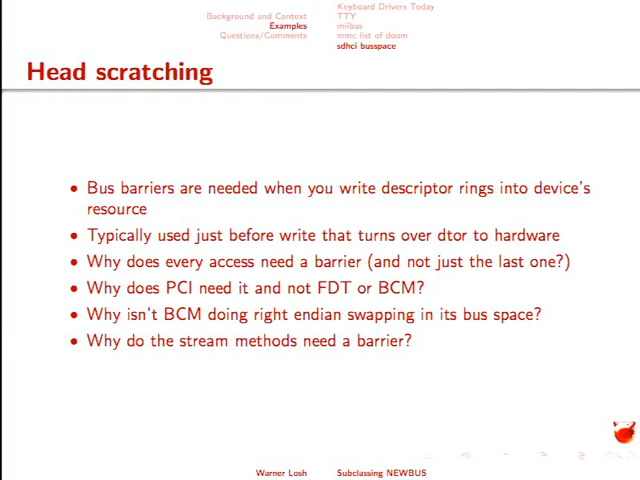 Background and Context
Examples
Questions/Comments
Keyboard Drivers Today
TTY
miibus
mmc list of doom
sdhci busspace
Head scratching
• Bus barriers are needed when you write descriptor rings into device's
resource
• Typically used just before write that turns over dtor to hardware
• Why does every access need a barrier (and not just the last one?)
• Why does PCI need it and not FDT or BCM?
• Why isn't BCM doing right endian swapping in its bus space?
• Why do the stream methods need a barrier?
Warner Losh Subclassing NEWBUS